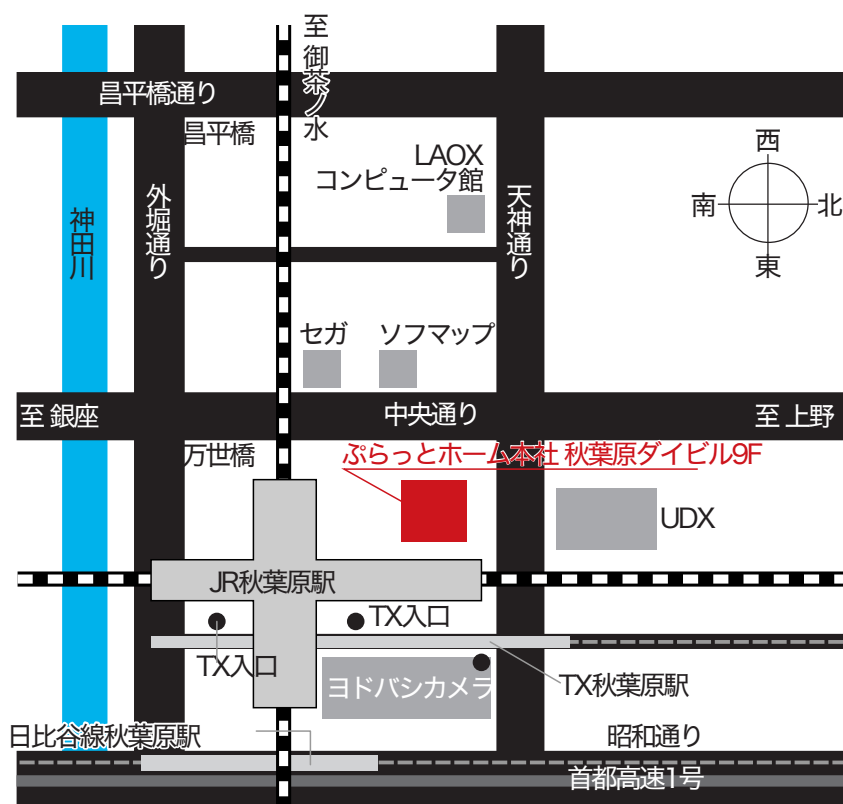 至 御茶ノ水
昌平橋通り
昌平橋
LAOX
コンピュータ館
西
南
北
東
神田川
外堀通り
天神通り
セガ
ソフマップ
至 銀座
中央通り
至 上野
万世橋
ぷらっとホーム本社 秋葉原ダイビル9F
UDX
JR秋葉原駅
TX入口
TX入口
ヨドバシカメラ
TX秋葉原駅
日比谷線秋葉原駅
昭和通り
首都高速1号